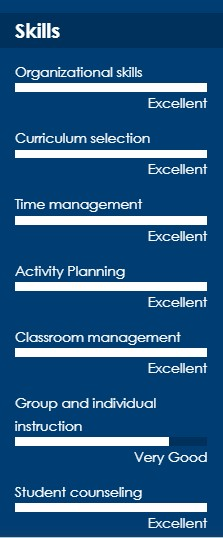 Skills
Organizational skills
Excellent
Curriculum selection
Excellent
Time management
Excellent
Activity Planning
Excellent
Classroom management
Excellent
Group and individual
instruction
Very Good
Student counseling
Excellent